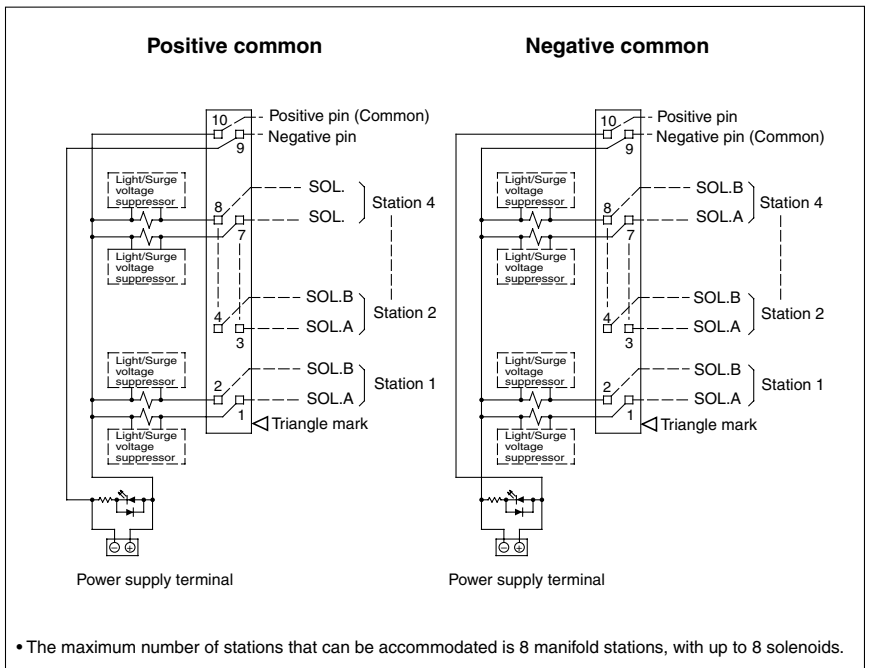 Positive common
10
Positive pin (Common)
Negative pin
9
Light/Surge
voltage
suppressor
8
SOL.
SOL.
Station 4
7
Light/Surge
voltage
suppressor
4
SOL.B
SOL.A
Station 2
3
Light/Surge
voltage
suppressor
2
SOL.B
SOL.A
Station 1
1
Triangle mark
Light/Surge
voltage
suppressor
Power supply terminal
Negative common
10
Positive pin
Negative pin (Common)
9
Light/Surge
voltage
suppressor
8
SOL.B
SOL.A
Station 4
7
Light/Surge
voltage
suppressor
4
SOL.B
SOL.A
Station 2
3
Light/Surge
voltage
suppressor
2
SOL.B
SOL.A
Station 1
1
Triangle mark
Light/Surge
voltage
suppressor
Power supply terminal
• The maximum number of stations that can be accommodated is 8 manifold stations, with up to 8 solenoids.